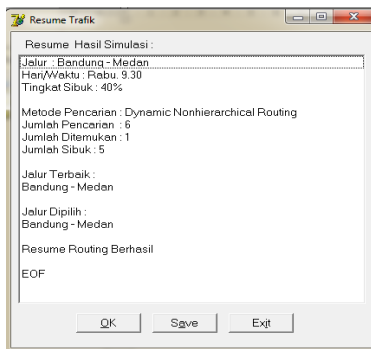 Resume Trafik
Resume Hasil Simulasi :
Jalur : Bandung - Medan
Hari/Waktu : Rabu. 9.30
Tingkat Sibuk : 40%
Metode Pencarian : Dynamic Nonhierarchical Routing
Jumlah Pencarian : 6
Jumlah Ditemukan : 1
Jumlah Sibuk : 5
Jalur Terbaik :
Bandung - Medan
Jalur Dipilih :
Bandung - Medan
Resume Routing Berhasil
EOF
OK Save Exit